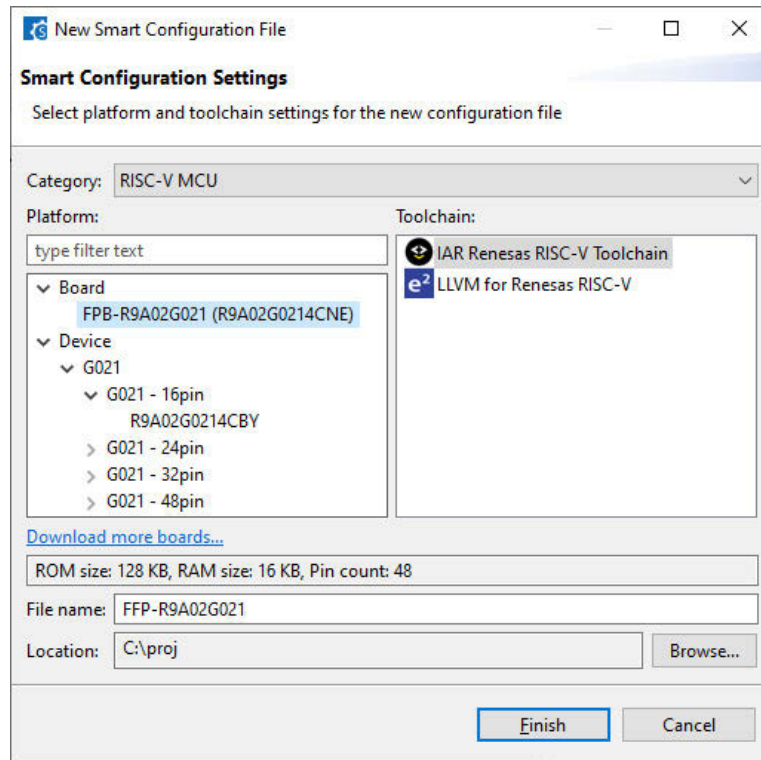 New Smart Configuration File
Smart Configuration Settings
Select platform and toolchain settings for the new configuration file
Category: RISC-V MCU
Platform:
type filter text
Board
FPB-R9A02G021 (R9A02G0214CNE)
Device
G021
G021 - 16pin
R9A02G0214CBY
G021 - 24pin
G021 - 32pin
G021 - 48pin
Toolchain:
IAR Renesas RISC-V Toolchain
e² LLVM for Renesas RISC-V
Download more boards...
ROM size: 128 KB, RAM size: 16 KB, Pin count: 48
File name: FFP-R9A02G021
Location: C:\proj Browse...
Finish Cancel